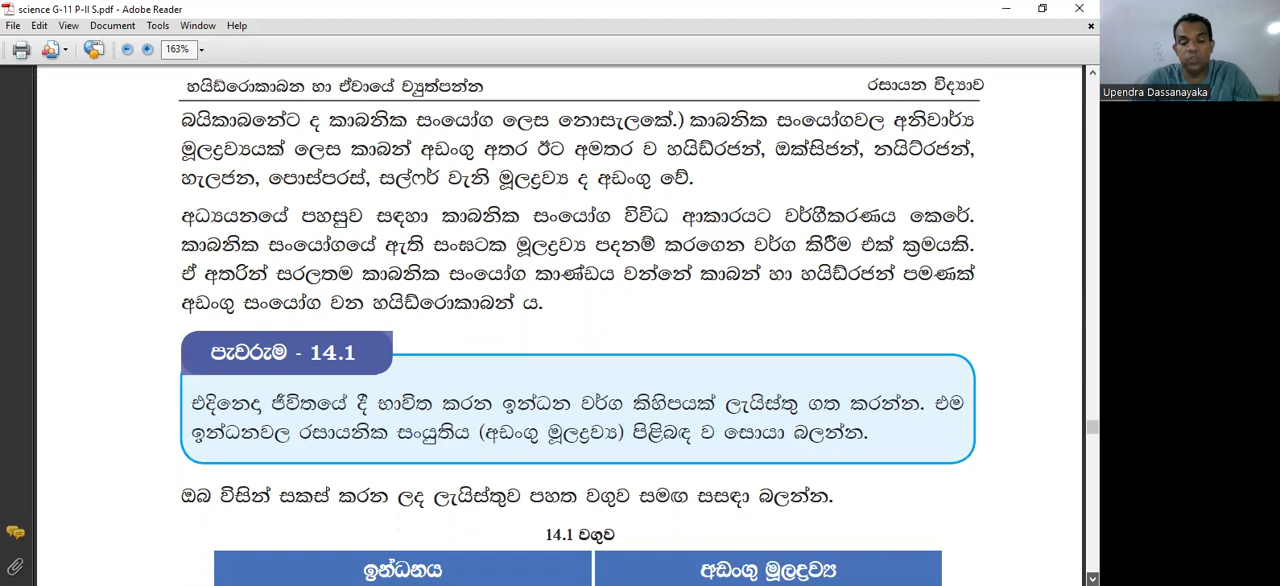 science G-11 P-II S.pdf - Adobe Reader
File Edit View Document Tools Window Help
163%
හයිඩ්‍රොකාබන හා ඒවායේ ව්‍යුත්පන්න රසායන විද්‍යාව
බයිකාබනේට ද කාබනික සංයෝග ලෙස නොසැලකේ.) කාබනික සංයෝගවල අනිවාර්ය
මූලද්‍රව්‍යයක් ලෙස කාබන් අඩංගු අතර ඊට අමතර ව හයිඩ්‍රජන්, ඔක්සිජන්, නයිට්‍රජන්,
හැලජන, පොස්පරස්, සල්ෆර් වැනි මූලද්‍රව්‍ය ද අඩංගු වේ.
අධ්‍යයනයේ පහසුව සඳහා කාබනික සංයෝග විවිධ ආකාරයට වර්ගීකරණය කෙරේ.
කාබනික සංයෝගයේ ඇති සංඝටක මූලද්‍රව්‍ය පදනම් කරගෙන වර්ග කිරීම එක් ක්‍රමයකි.
ඒ අතරින් සරලතම කාබනික සංයෝග කාණ්ඩය වන්නේ කාබන් හා හයිඩ්‍රජන් පමණක්
අඩංගු සංයෝග වන හයිඩ්‍රොකාබන් ය.
පැවරුම - 14.1
එදිනෙදා ජීවිතයේ දී භාවිත කරන ඉන්ධන වර්ග කිහිපයක් ලැයිස්තු ගත කරන්න. එම
ඉන්ධනවල රසායනික සංයුතිය (අඩංගු මූලද්‍රව්‍ය) පිළිබඳ ව සොයා බලන්න.
ඔබ විසින් සකස් කරන ලද ලැයිස්තුව පහත වගුව සමඟ සසඳා බලන්න.
14.1 වගුව
ඉන්ධනය අඩංගු මූලද්‍රව්‍ය
Upendra Dassanayaka